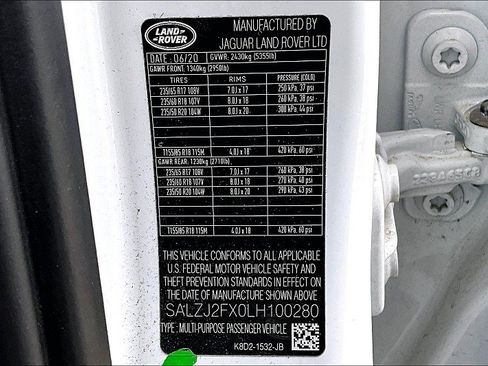 LAND
ROVER
MANUFACTURED BY
JAGUAR LAND ROVER LTD
DATE : 06/20 GVWR: 2430kg (5355lb)
GAWR FRONT: 1340kg (2950lb)
TIRES RIMS PRESSURE (COLD)
235/65 R17 108V 7.0J x 17 250 kPa, 37 psi
235/60 R18 107V 8.0J x 18 260 kPa, 38 psi
235/50 R20 104W 8.0J x 20 300 kPa, 44 psi
T155/85 R18 115M 4.0J x 18 420 kPa, 60 psi
GAWR REAR: 1230kg (2710lb)
235/65 R17 108V 7.0J x 17 260 kPa, 38 psi
235/60 R18 107V 8.0J x 18 270 kPa, 40 psi
235/50 R20 104W 8.0J x 20 290 kPa, 43 psi
T155/85 R18 115M 4.0J x 18 420 kPa, 60 psi
THIS VEHICLE CONFORMS TO ALL APPLICABLE
U.S. FEDERAL MOTOR VEHICLE SAFETY AND
THEFT PREVENTION STANDARDS IN EFFECT ON THE
DATE OF MANUFACTURE SHOWN ABOVE
SALZJ2FX0LH100280
TYPE : MULTI-PURPOSE PASSENGER VEHICLE
K8D2-1532-JB